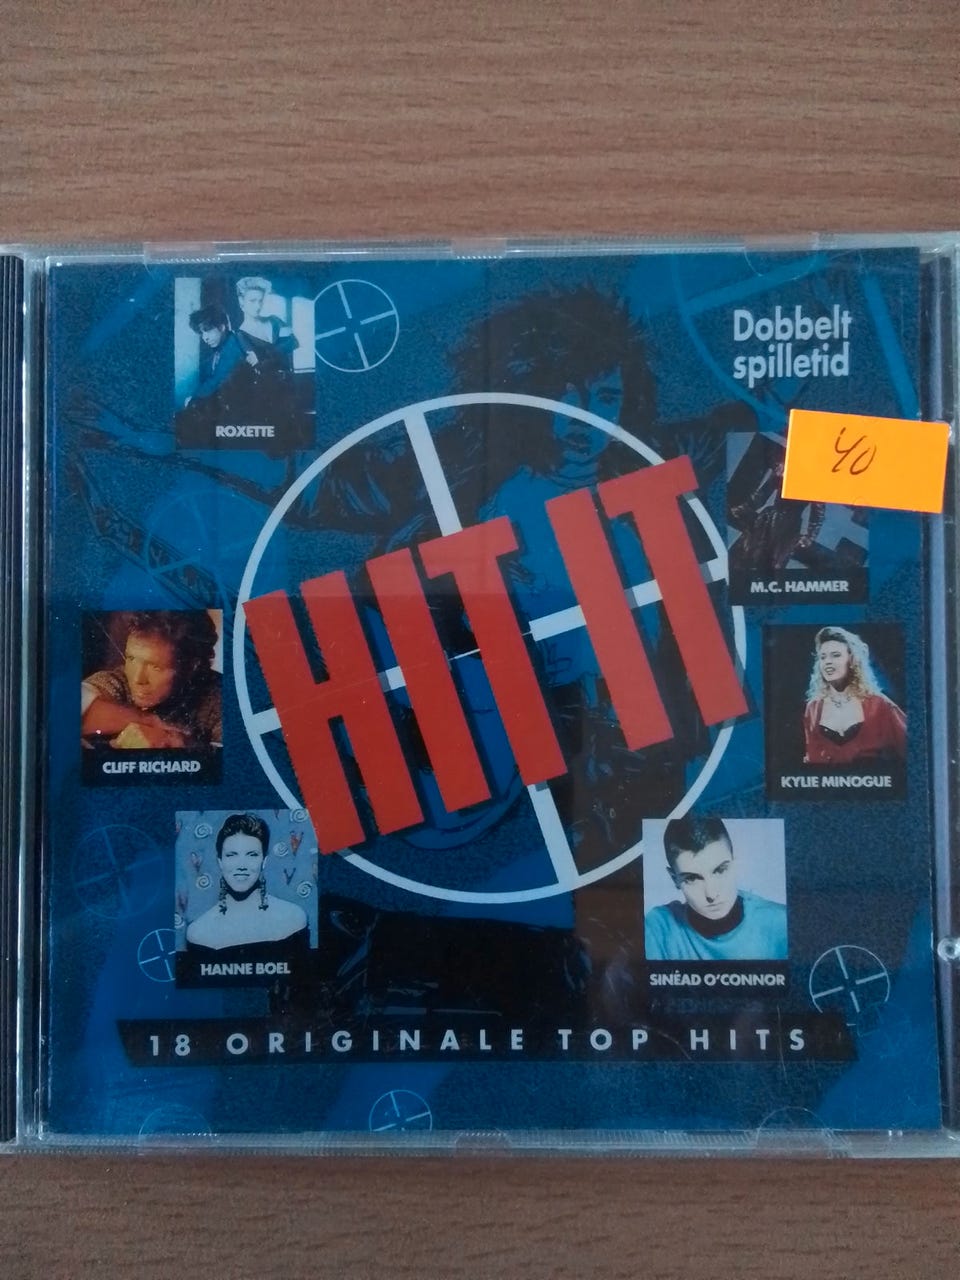 Dobbelt
spilletid
ROXETTE
40
HIT IT
M.C. HAMMER
CLIFF RICHARD
KYLIE MINOGUE
HANNE BOEL
SINÉAD O'CONNOR
18 ORIGINALE TOP HITS